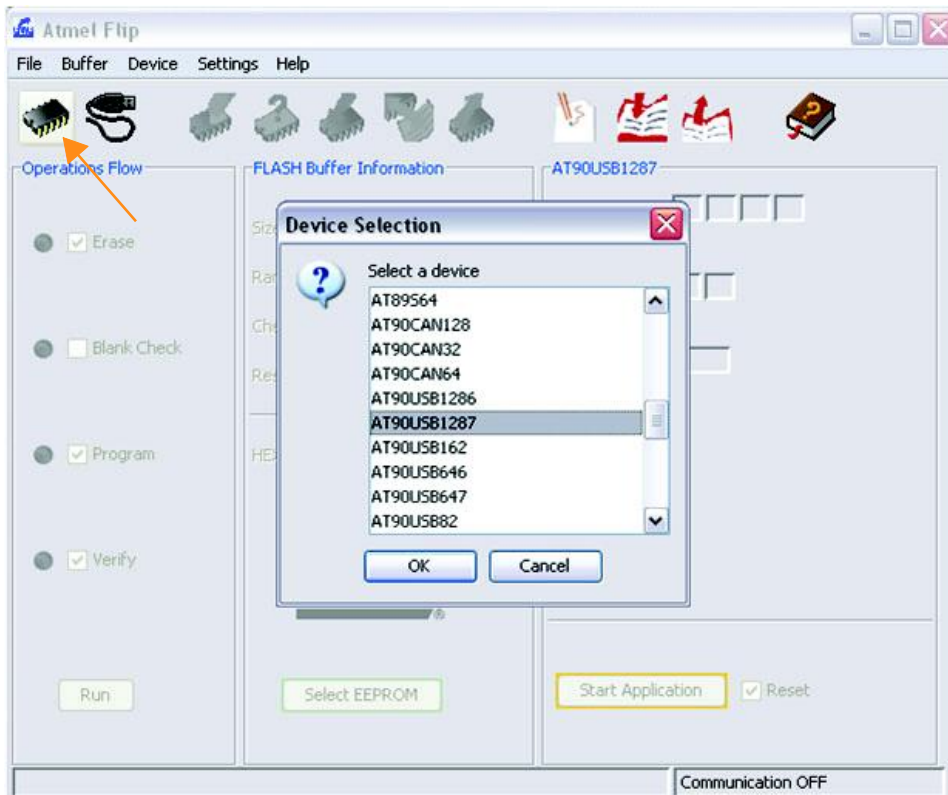 Atmel Flip
File Buffer Device Settings Help
Operations Flow
FLASH Buffer Information
AT90USB1287
Erase
Blank Check
Program
Verify
Run
Device Selection
Select a device
AT89S64
AT90CAN128
AT90CAN32
AT90CAN64
AT90USB1286
AT90USB1287
AT90USB162
AT90USB646
AT90USB647
AT90USB82
OK Cancel
®
Select EEPROM
Start Application Reset
Communication OFF